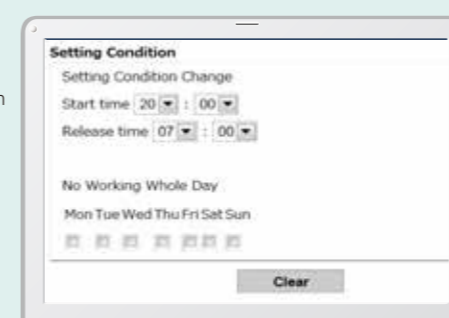 Setting Condition
Setting Condition Change
n
Start time 20 : 00
Release time 07 : 00
No Working Whole Day
Mon Tue Wed Thu Fri Sat Sun
Clear